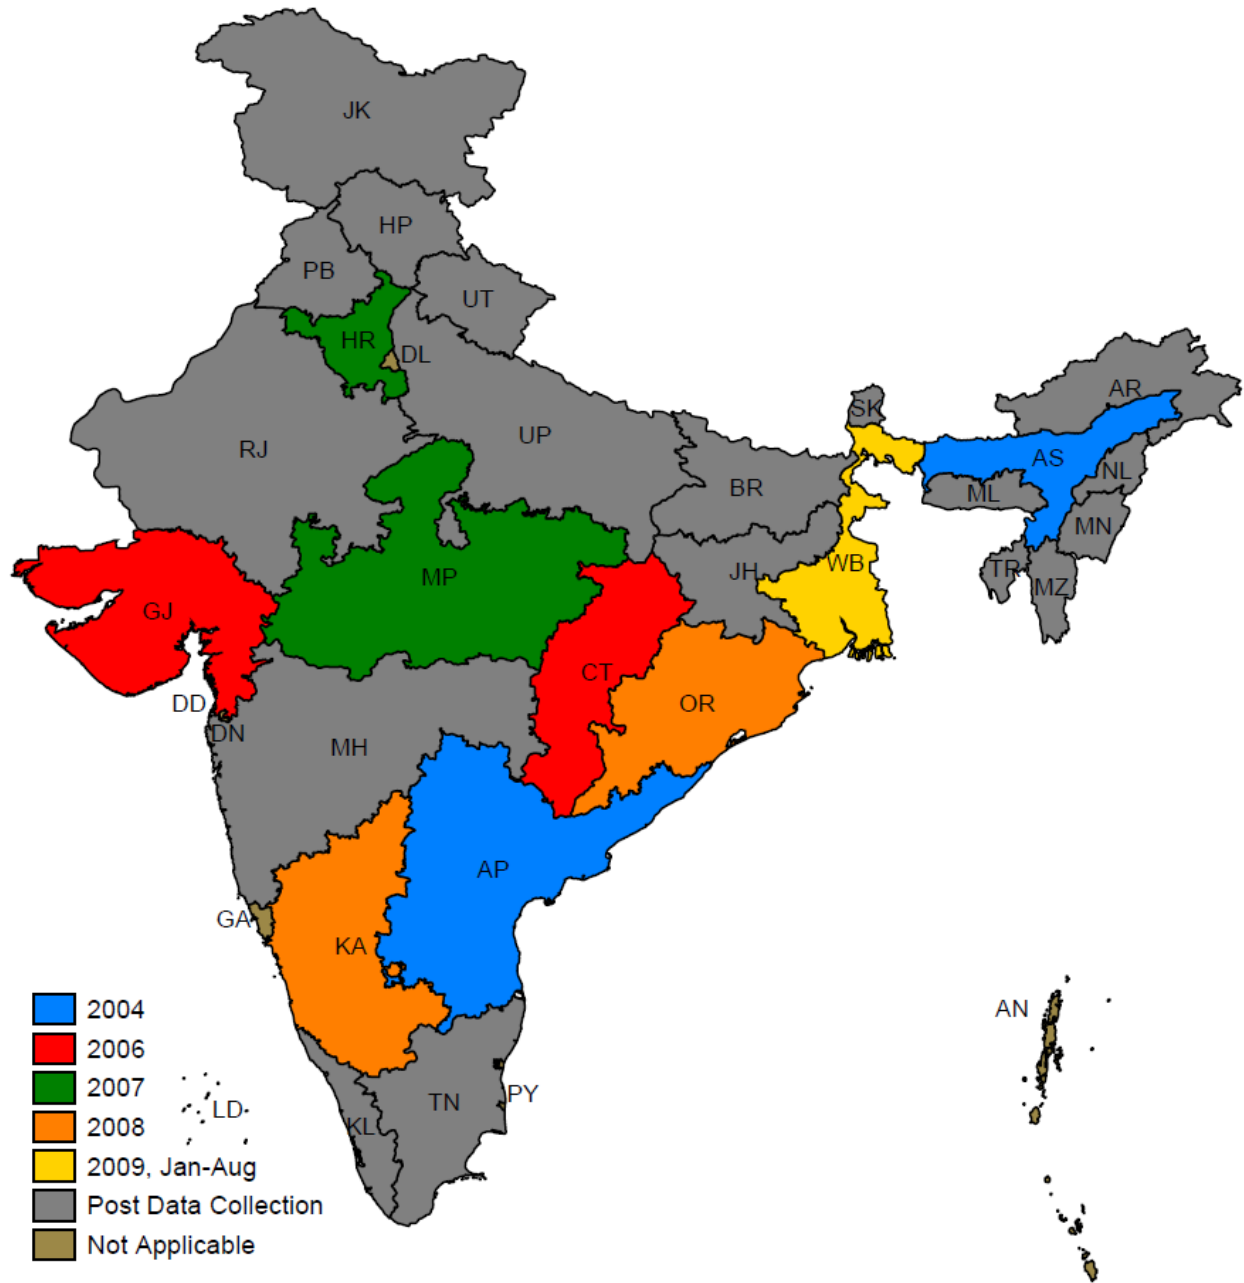 JK
HP
PB
UT
HR
DL
AR
SK
RJ
UP
AS
NL
BR
ML
MN
MP
JH
WB
TR
MZ
GJ
CT
DD
OR
DN
MH
AP
GA
KA
AN
2004
2006
2007
LD
PY
TN
2008
KL
2009, Jan-Aug
Post Data Collection
Not Applicable